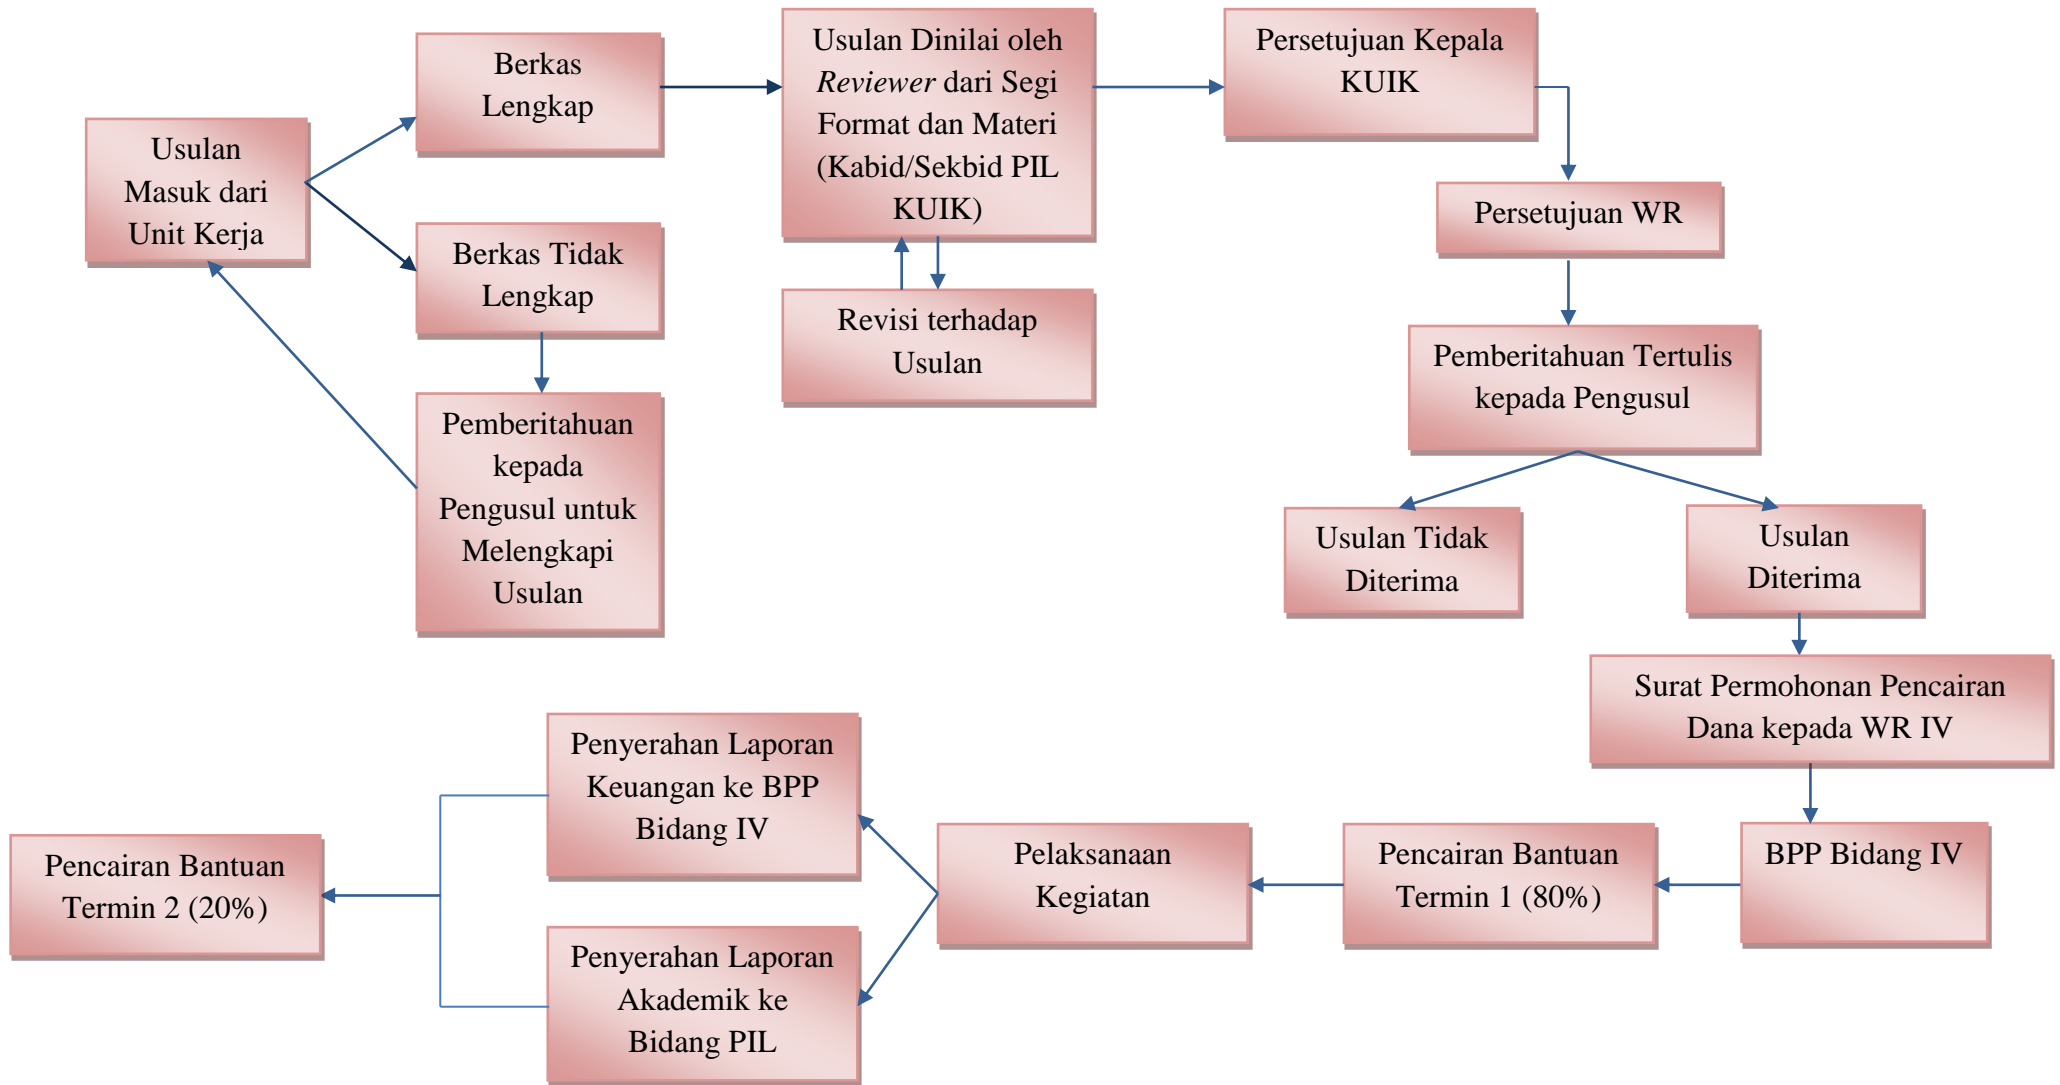 Usulan
Masuk dari
Unit Kerja
Berkas
Lengkap
Berkas Tidak
Lengkap
Pemberitahuan
kepada
Pengusul untuk
Melengkapi
Usulan
Usulan Dinilai oleh
Reviewer dari Segi
Format dan Materi
(Kabid/Sekbid PIL
KUIK)
Revisi terhadap
Usulan
Persetujuan Kepala
KUIK
Persetujuan WR
Pemberitahuan Tertulis
kepada Pengusul
Usulan Tidak
Diterima
Usulan
Diterima
Surat Permohonan Pencairan
Dana kepada WR IV
BPP Bidang IV
Pencairan Bantuan
Termin 1 (80%)
Pelaksanaan
Kegiatan
Penyerahan Laporan
Keuangan ke BPP
Bidang IV
Penyerahan Laporan
Akademik ke
Bidang PIL
Pencairan Bantuan
Termin 2 (20%)